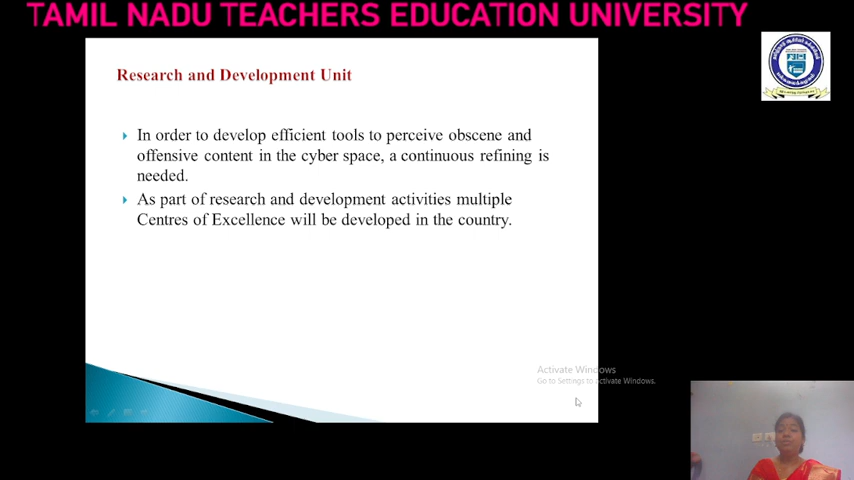 TAMIL NADU TEACHERS EDUCATION UNIVERSITY
Research and Development Unit
In order to develop efficient tools to perceive obscene and
offensive content in the cyber space, a continuous refining is
needed.
As part of research and development activities multiple
Centres of Excellence will be developed in the country.
Activate Windows
Go to Settings to activate Windows.